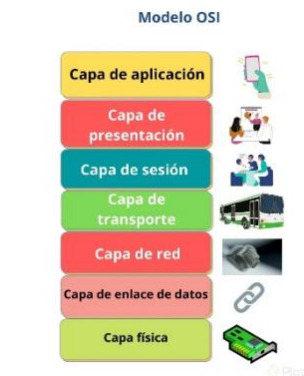 Modelo OSI
Capa de aplicación
Capa de
presentación
Capa de sesión
Capa de
transporte
Capa de red
Capa de enlace de datos
Capa física